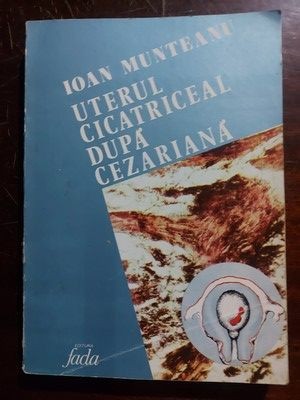 IOAN MUNTEANU
UTERUL
CICATRICEAL
DUPĂ
CEZARIANĂ
EDITURA
fada